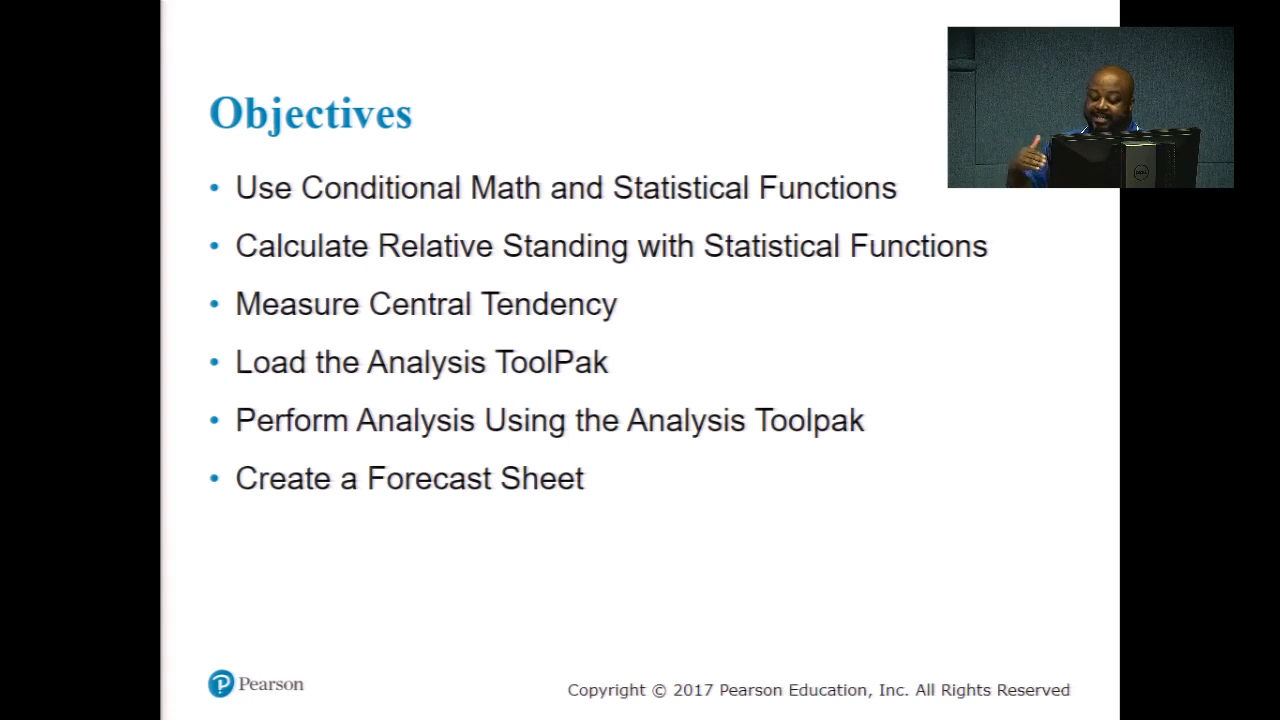 Objectives
• Use Conditional Math and Statistical Functions
• Calculate Relative Standing with Statistical Functions
• Measure Central Tendency
• Load the Analysis ToolPak
• Perform Analysis Using the Analysis Toolpak
• Create a Forecast Sheet
Pearson
Copyright © 2017 Pearson Education, Inc. All Rights Reserved
DELL